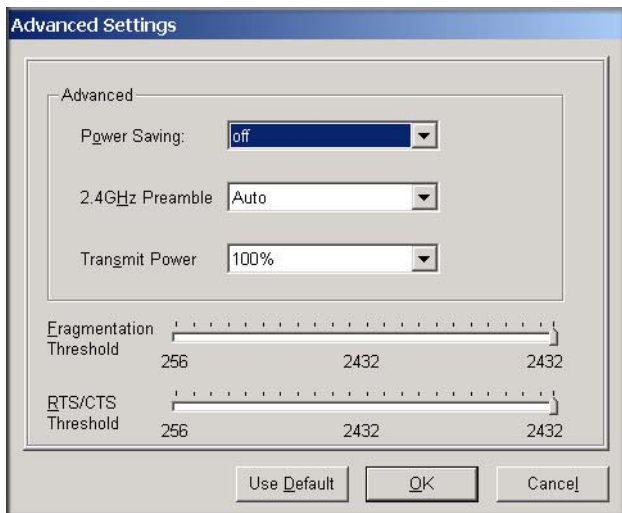 Advanced Settings
Advanced
Power Saving:
off
2.4GHz Preamble
Auto
Transmit Power
100%
Fragmentation
Threshold
256 2432 2432
RTS/CTS
Threshold
256 2432 2432
Use Default OK Cancel